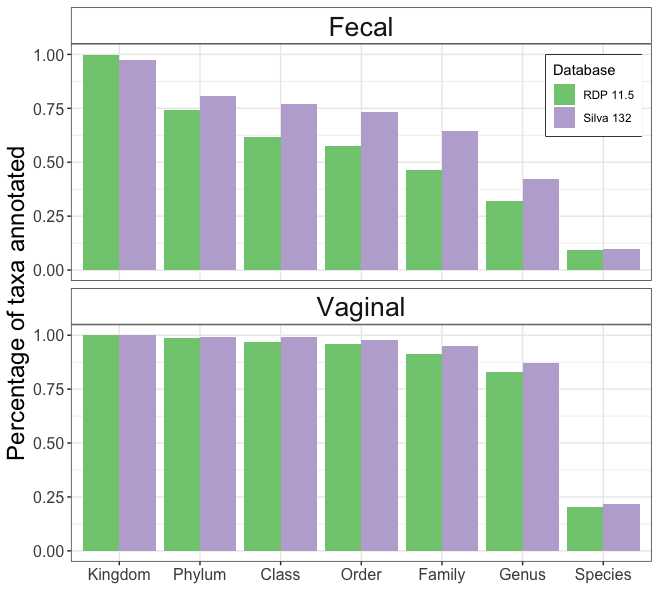 Fecal
Database
RDP 11.5
Silva 132
1.00
0.75
0.50
0.25
0.00
Percentage of taxa annotated
Vaginal
1.00
0.75
0.50
0.25
0.00
Kingdom Phylum Class Order Family Genus Species